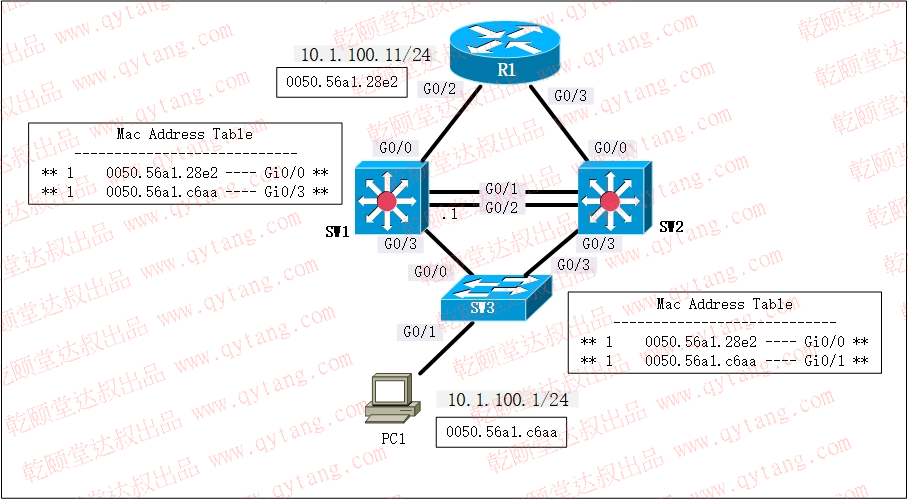 乾颐堂达叔出品 www.qytang.com
R1
10.1.100.11/24
0050.56a1.28e2
G0/2
G0/3
Mac Address Table
----------------------------
** 1 0050.56a1.28e2 ---- Gi0/0 **
** 1 0050.56a1.c6aa ---- Gi0/3 **
G0/0
G0/0
G0/1
G0/2
.1
SW1
SW2
G0/3
G0/3
G0/0
G0/3
SW3
G0/1
Mac Address Table
----------------------------
** 1 0050.56a1.28e2 ---- Gi0/0 **
** 1 0050.56a1.c6aa ---- Gi0/1 **
10.1.100.1/24
0050.56a1.c6aa
PC1